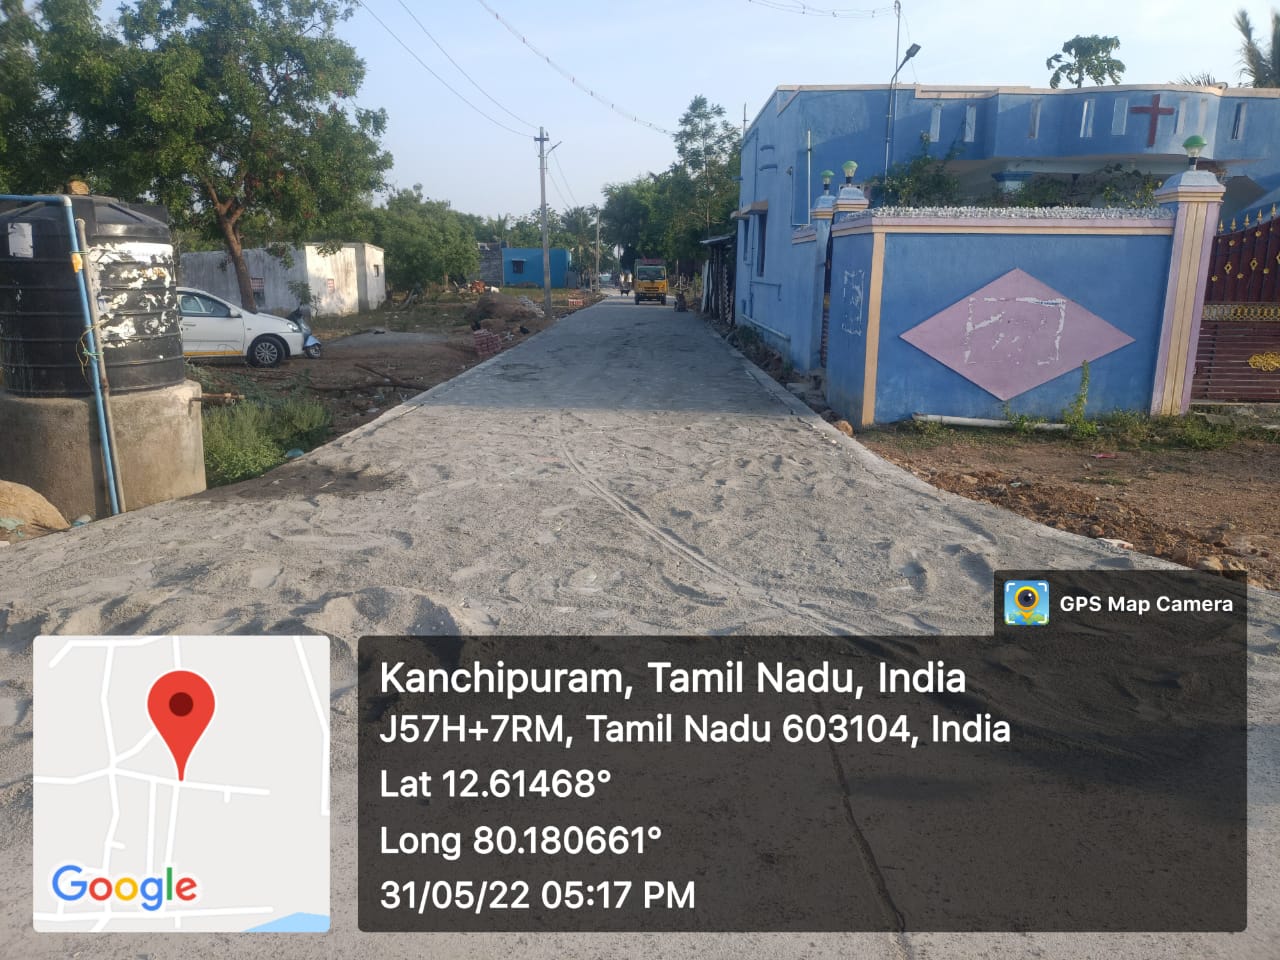 GPS Map Camera
Kanchipuram, Tamil Nadu, India
J57H+7RM, Tamil Nadu 603104, India
Lat 12.61468°
Long 80.180661°
31/05/22 05:17 PM
Google